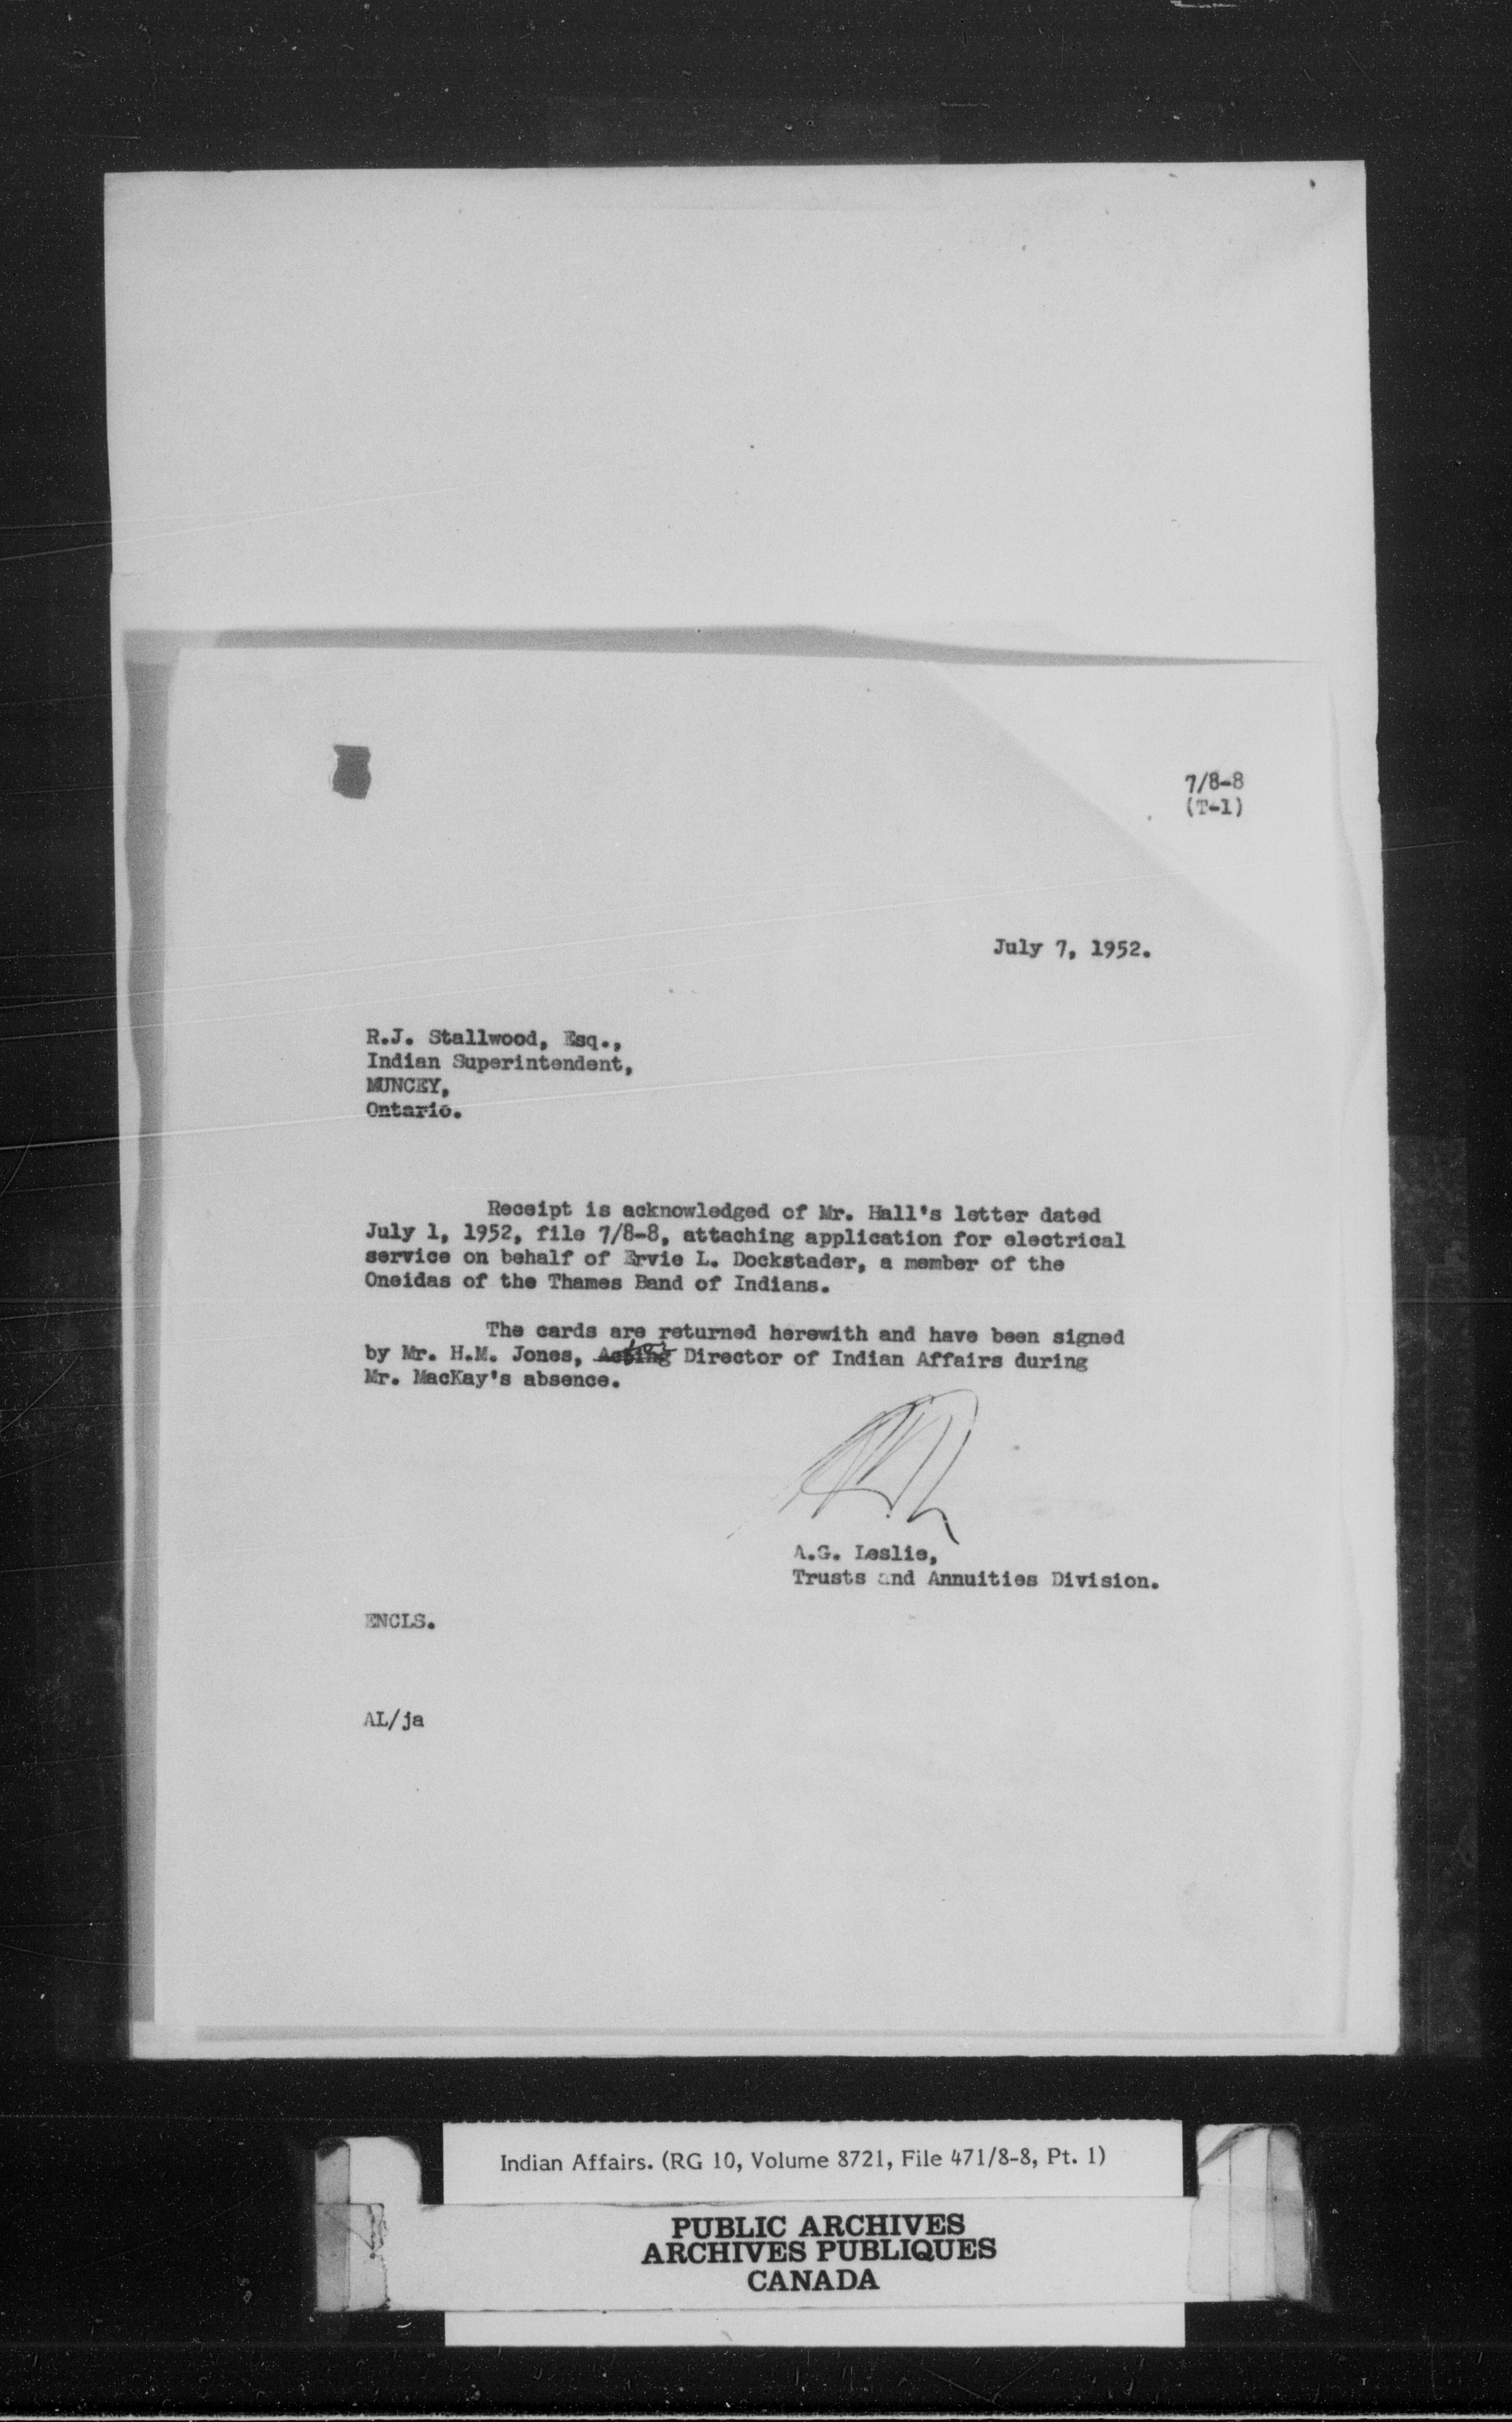 7/8-8
(T-1)
July 7, 1952.
R.J. Stallwood, Esq.,
Indian Superintendent,
MUNCEY,
Ontario.
Receipt is acknowledged of Mr. Hall's letter dated
July 1, 1952, file 7/8-8, attaching application for electrical
service on behalf of Ervie L. Dockstader, a member of the
Oneidas of the Thames Band of Indians.
The cards are returned herewith and have been signed
by Mr. H.M. Jones, Acting for Director of Indian Affairs during
Mr. MacKay's absence.
A.G. Leslie,
Trusts and Annuities Division.
ENCLS.
AL/ja
Indian Affairs. (RG 10, Volume 8721, File 471/8-8, Pt. 1)
PUBLIC ARCHIVES
ARCHIVES PUBLIQUES
CANADA